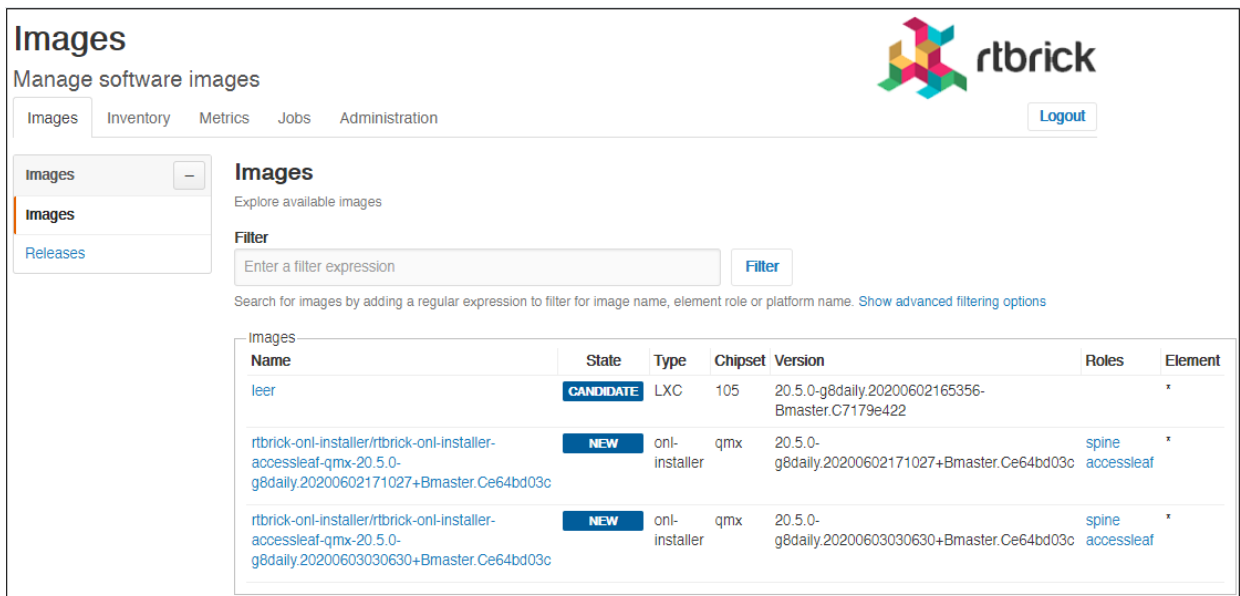 Images
Manage software images
rtbrick
Images Inventory Metrics Jobs Administration Logout
Images −
Images
Releases
Images
Explore available images
Filter
Enter a filter expression Filter
Search for images by adding a regular expression to filter for image name, element role or platform name. Show advanced filtering options
Images
Name State Type Chipset Version Roles Element
leer CANDIDATE LXC 105 20.5.0-g8daily.20200602165356- *
Bmaster.C7179e422
rtbrick-onl-installer/rtbrick-onl-installer- NEW onl- qmx 20.5.0- spine *
accessleaf-qmx-20.5.0- installer g8daily.20200602171027+Bmaster.Ce64bd03c accessleaf
g8daily.20200602171027+Bmaster.Ce64bd03c
rtbrick-onl-installer/rtbrick-onl-installer- NEW onl- qmx 20.5.0- spine *
accessleaf-qmx-20.5.0- installer g8daily.20200603030630+Bmaster.Ce64bd03c accessleaf
g8daily.20200603030630+Bmaster.Ce64bd03c